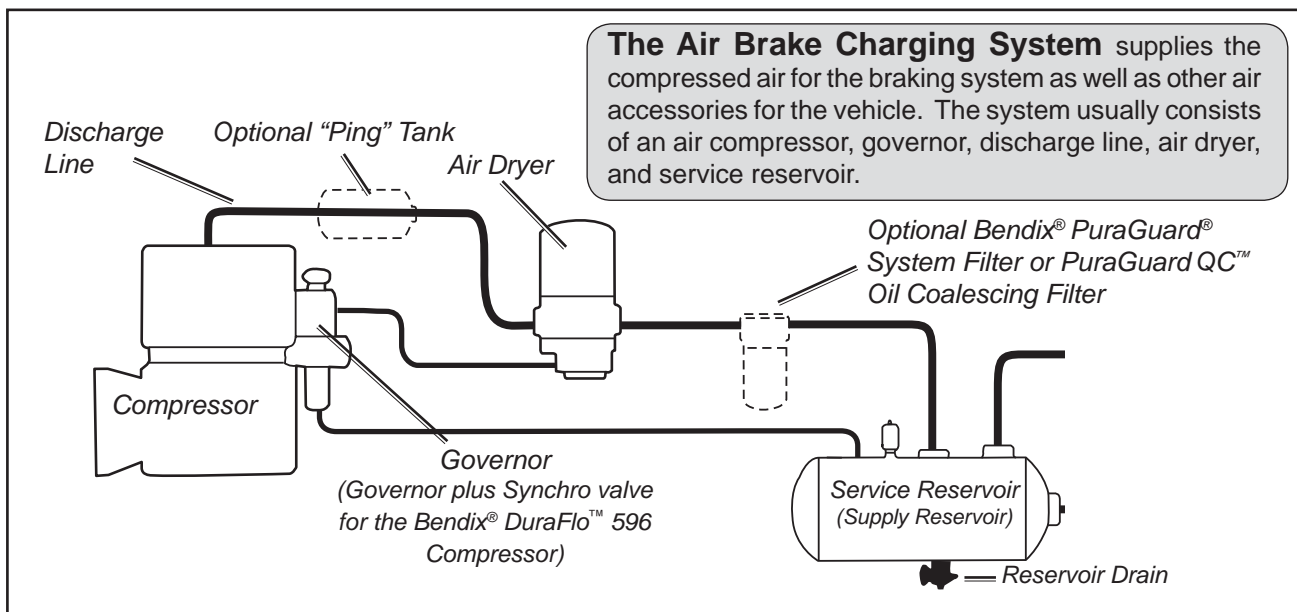 The Air Brake Charging System supplies the
compressed air for the braking system as well as other air
accessories for the vehicle. The system usually consists
of an air compressor, governor, discharge line, air dryer,
and service reservoir.
Discharge
Line
Optional “Ping” Tank
Air Dryer
Optional Bendix® PuraGuard®
System Filter or PuraGuard QC™
Oil Coalescing Filter
Compressor
Governor
(Governor plus Synchro valve
for the Bendix® DuraFlo™ 596
Compressor)
Service Reservoir
(Supply Reservoir)
Reservoir Drain